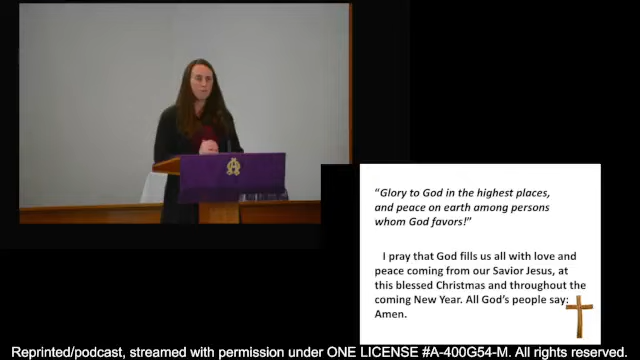 “Glory to God in the highest places,
and peace on earth among persons
whom God favors!”
I pray that God fills us all with love and
peace coming from our Savior Jesus, at
this blessed Christmas and throughout the
coming New Year. All God’s people say:
Amen.
Reprinted/podcast, streamed with permission under ONE LICENSE #A-400G54-M. All rights reserved.